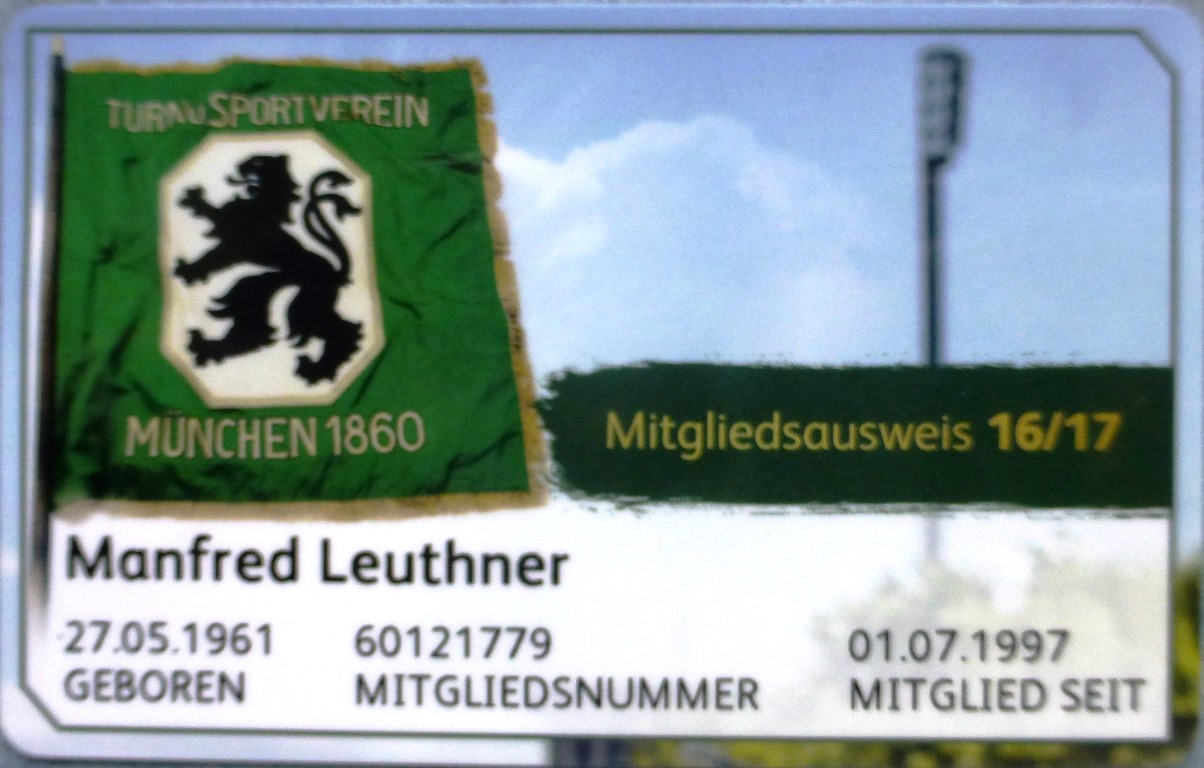 TURN U. SPORTVEREIN
MÜNCHEN 1860
Mitgliedsausweis 16/17
Manfred Leuthner
27.05.1961 60121779 01.07.1997
GEBOREN MITGLIEDSNUMMER MITGLIED SEIT